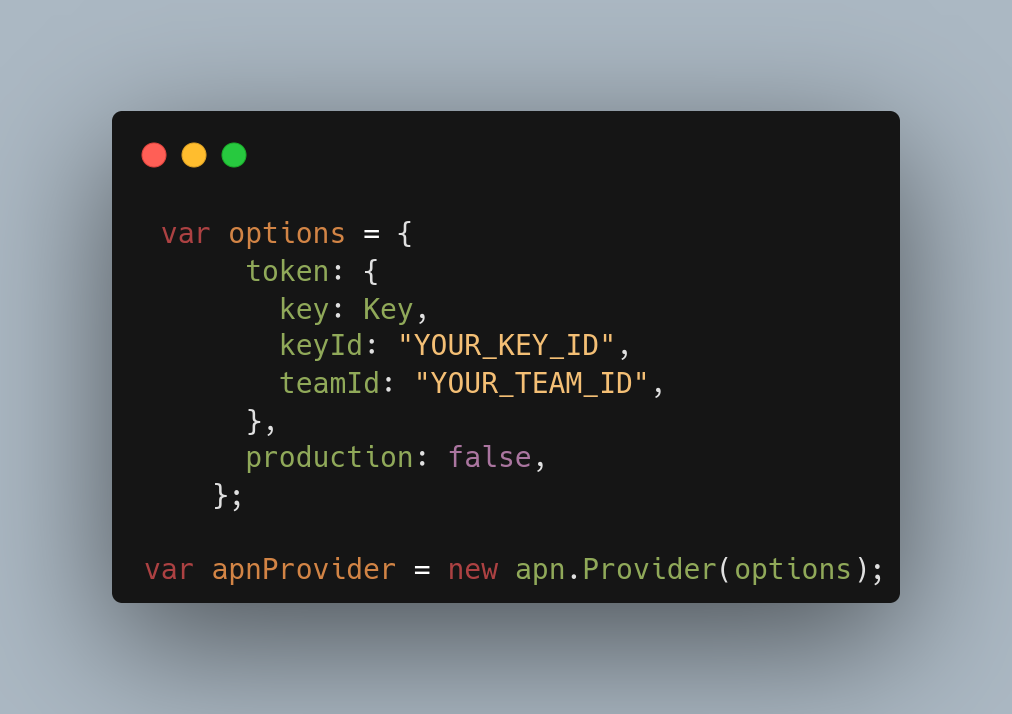 var options = {
token: {
key: Key,
keyId: "YOUR_KEY_ID",
teamId: "YOUR_TEAM_ID",
},
production: false,
};
var apnProvider = new apn.Provider(options);